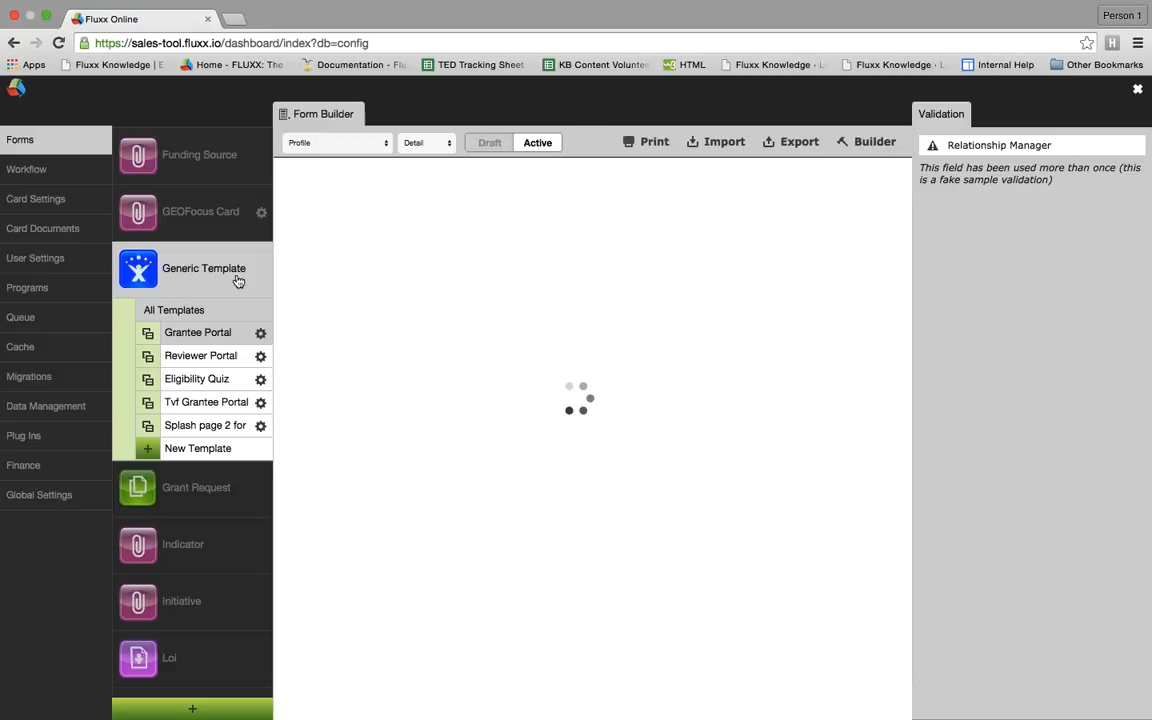 Fluxx Online
Person 1
https://sales-tool.fluxx.io/dashboard/index?db=config
H
Apps
Fluxx Knowledge | E
Home - FLUXX: The
Documentation - Flu
TED Tracking Sheet
KB Content Voluntee
HTML
Fluxx Knowledge - L
Fluxx Knowledge - L
Internal Help
Other Bookmarks
Forms
Workflow
Card Settings
Card Documents
User Settings
Programs
Queue
Cache
Migrations
Data Management
Plug Ins
Finance
Global Settings
Funding Source
GEOFocus Card
Generic Template
All Templates
Grantee Portal
Reviewer Portal
Eligibility Quiz
Tvf Grantee Portal
Splash page 2 for
New Template
Grant Request
Indicator
Initiative
Loi
Form Builder
Profile
Detail
Draft
Active
Print
Import
Export
Builder
Validation
Relationship Manager
This field has been used more than once (this
is a fake sample validation)